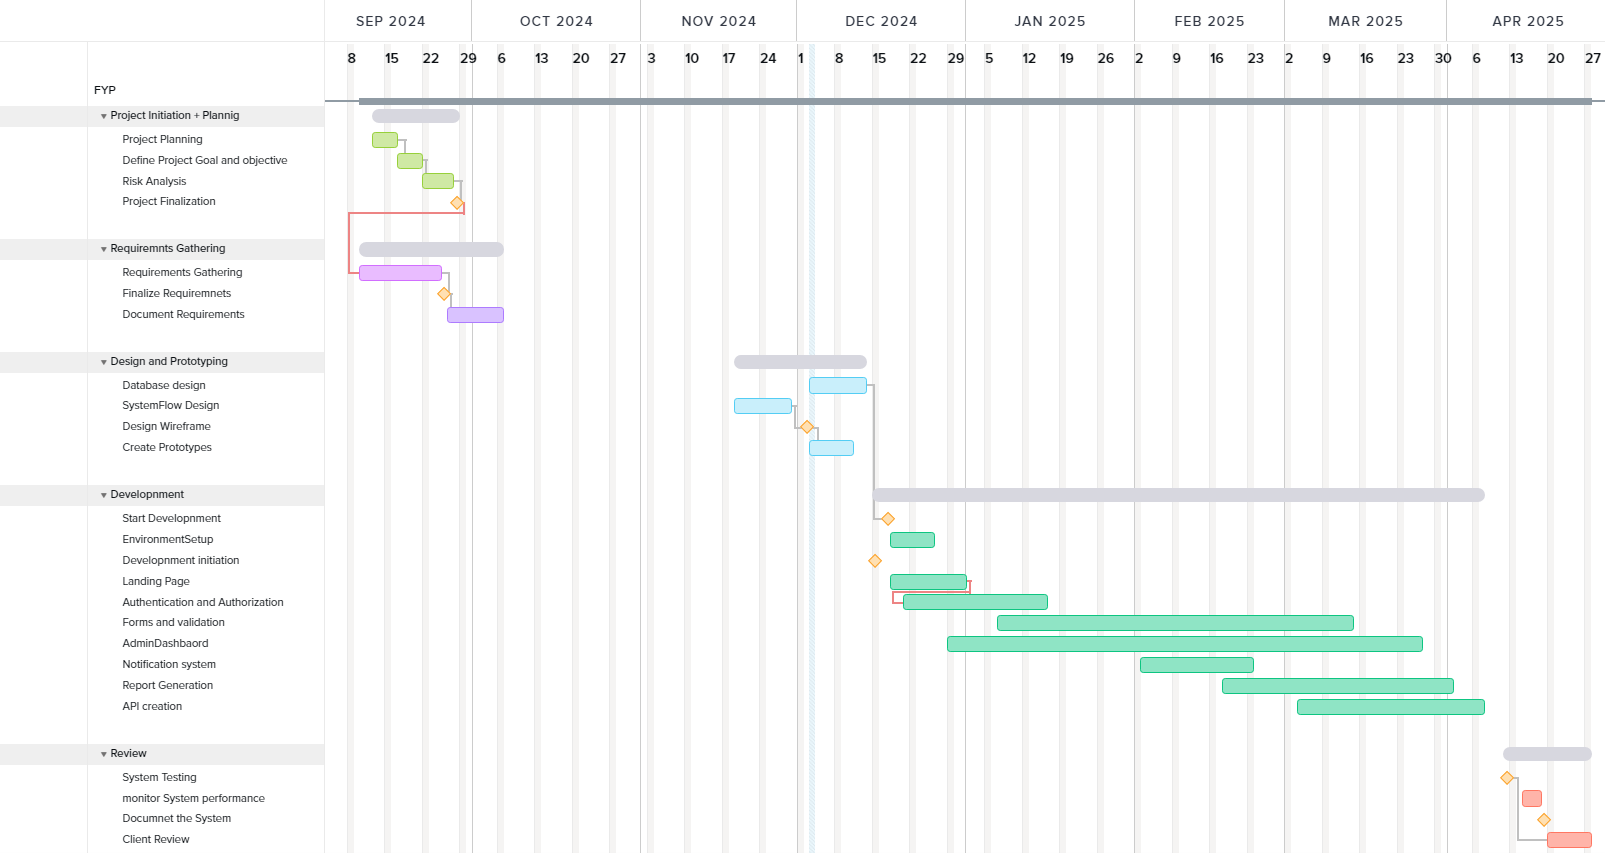 SEP 2024 OCT 2024 NOV 2024 DEC 2024 JAN 2025 FEB 2025 MAR 2025 APR 2025
8 15 22 29 6 13 20 27 3 10 17 24 1 8 15 22 29 5 12 19 26 2 9 16 23 2 9 16 23 30 6 13 20 27
FYP
Project Initiation + Plannig
Project Planning
Define Project Goal and objective
Risk Analysis
Project Finalization
Requiremnts Gathering
Requirements Gathering
Finalize Requiremnets
Document Requirements
Design and Prototyping
Database design
SystemFlow Design
Design Wireframe
Create Prototypes
Developnment
Start Developnment
EnvironmentSetup
Developnment initiation
Landing Page
Authentication and Authorization
Forms and validation
AdminDashbaord
Notification system
Report Generation
API creation
Review
System Testing
monitor System performance
Documnet the System
Client Review